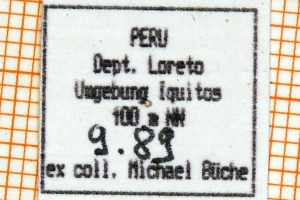 PERU
Dept. Loreto
Umgebung Iquitos
100 m NN
9.89
ex coll. Michael Büche